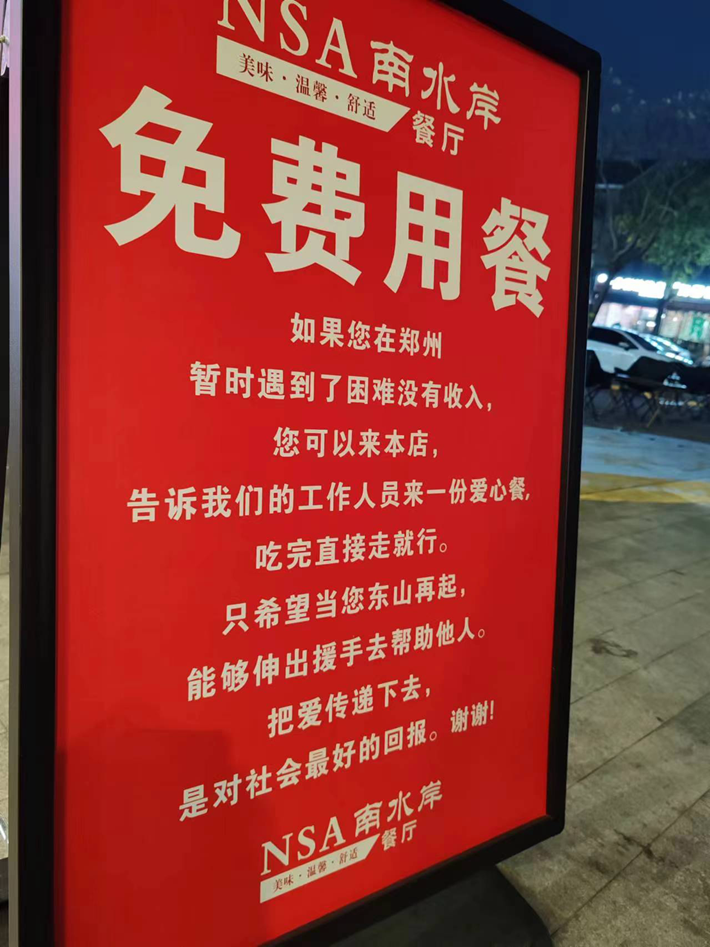 NSA 南水岸
美味·温馨·舒适
餐厅
免费用餐
如果您在郑州
暂时遇到了困难没有收入,
您可以来本店,
告诉我们的工作人员来一份爱心餐,
吃完直接走就行。
只希望当您东山再起,
能够伸出援手去帮助他人。
把爱传递下去,
是对社会最好的回报。谢谢!
NSA 南水岸
美味·温馨·舒适
餐厅